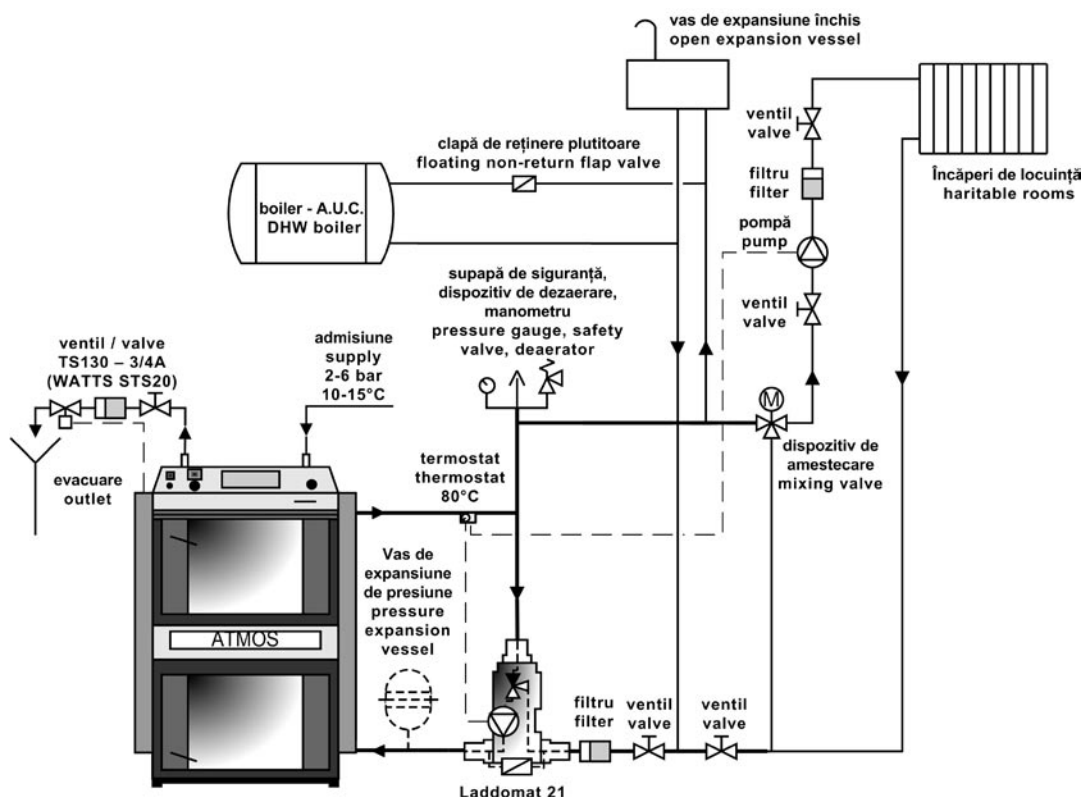 vas de expansiune închis
open expansion vessel
ventil
valve
clapă de reținere plutitoare
floating non-return flap valve
filtru
filter
Încăperi de locuință
haritable rooms
boiler - A.U.C.
DHW boiler
pompă
pump
supapă de siguranță,
dispozitiv de dezaerare,
manometru
pressure gauge, safety
valve, deaerator
ventil
valve
ventil / valve
TS130 – 3/4A
(WATTS STS20)
admisiune
supply
2-6 bar
10-15°C
M
dispozitiv de
amestecare
mixing valve
evacuare
outlet
termostat
thermostat
80°C
Vas de
expansiune
de presiune
pressure
expansion
vessel
ATMOS
filtru
filter
ventil
valve
ventil
valve
Laddomat 21